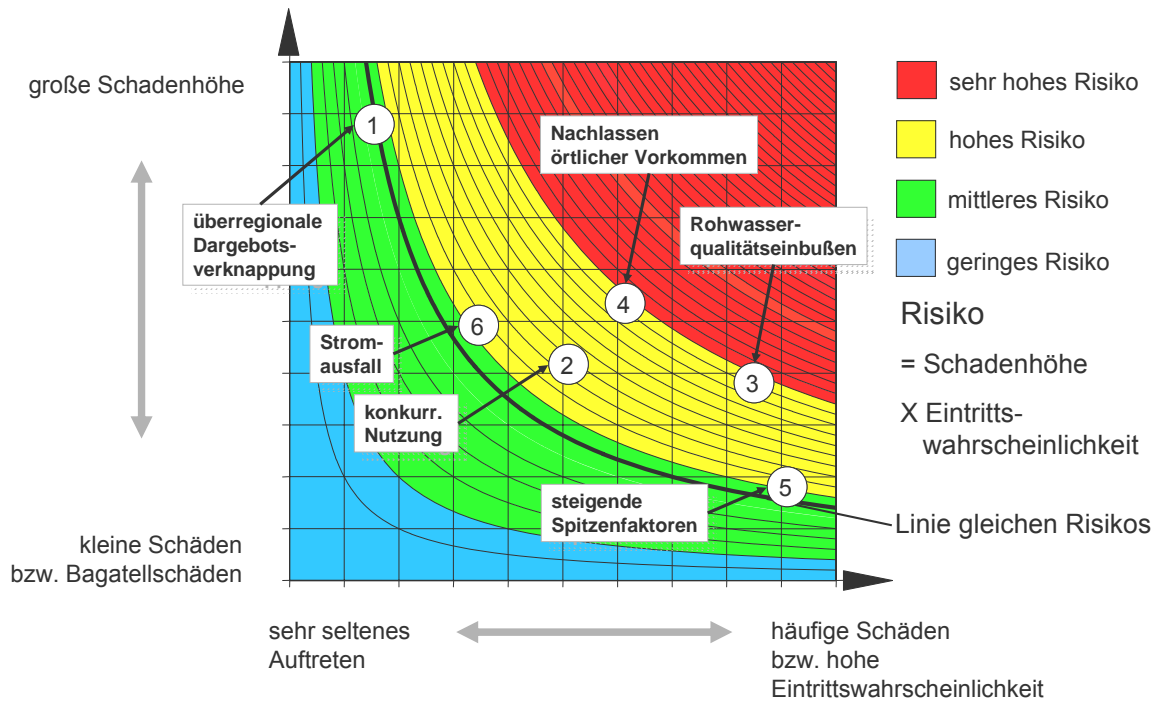 große Schadenhöhe
kleine Schäden
bzw. Bagatellschäden
1
überregionale
Dargebots-
verknappung
Nachlassen
örtlicher Vorkommen
4
Rohwasser-
qualitätseinbußen
3
6
Strom-
ausfall
2
konkurr.
Nutzung
5
steigende
Spitzenfaktoren
sehr hohes Risiko
hohes Risiko
mittleres Risiko
geringes Risiko
Risiko
= Schadenhöhe
X Eintritts-
wahrscheinlichkeit
Linie gleichen Risikos
sehr seltenes
Auftreten
häufige Schäden
bzw. hohe
Eintrittswahrscheinlichkeit